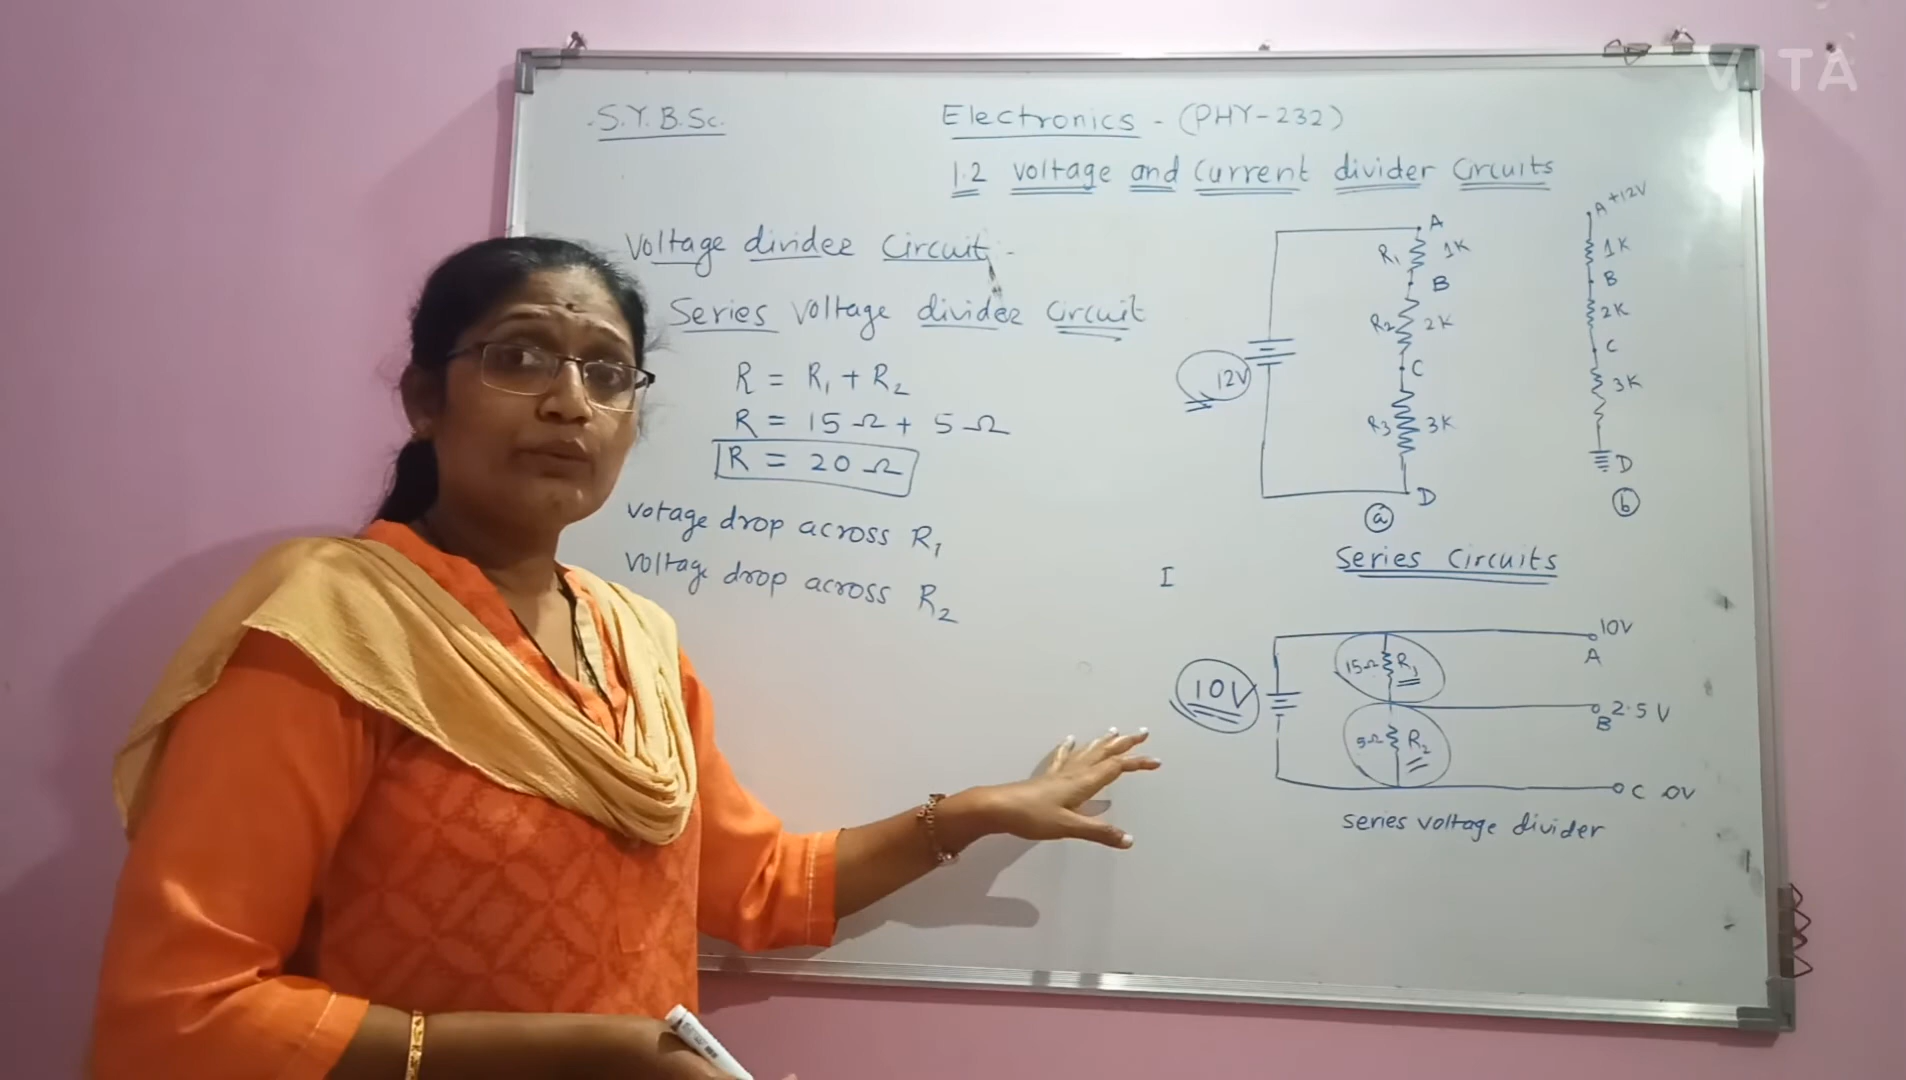 VITA
S.Y.B.Sc.
Electronics - (PHY-232)
1.2 voltage and current divider circuits
Voltage divider circuit -
Series voltage divider circuit
R = R1 + R2
R = 15 Ω + 5 Ω
R = 20 Ω
votage drop across R1
voltage drop across R2
I
A
R1 1K
B
R2 2K
C
12V
R3 3K
D
(a)
A +12V
1K
B
2K
C
3K
D
(b)
Series circuits
10V
A
15Ω R1
10V
B 2.5 V
5Ω R2
C 0V
series voltage divider